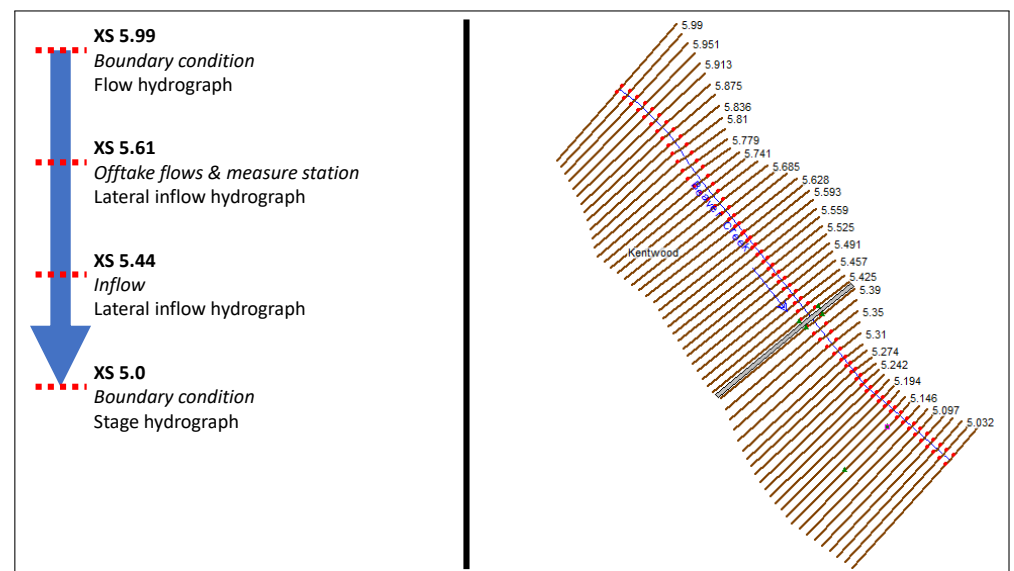 XS 5.99
Boundary condition
Flow hydrograph
XS 5.61
Offtake flows & measure station
Lateral inflow hydrograph
XS 5.44
Inflow
Lateral inflow hydrograph
XS 5.0
Boundary condition
Stage hydrograph
5.99
5.951
5.913
5.875
5.836
5.81
5.779
5.741
5.685
5.628
5.593
5.559
5.525
5.491
5.457
5.425
5.39
5.35
5.31
5.274
5.242
5.194
5.146
5.097
5.032
Beaver Creek
Kentwood